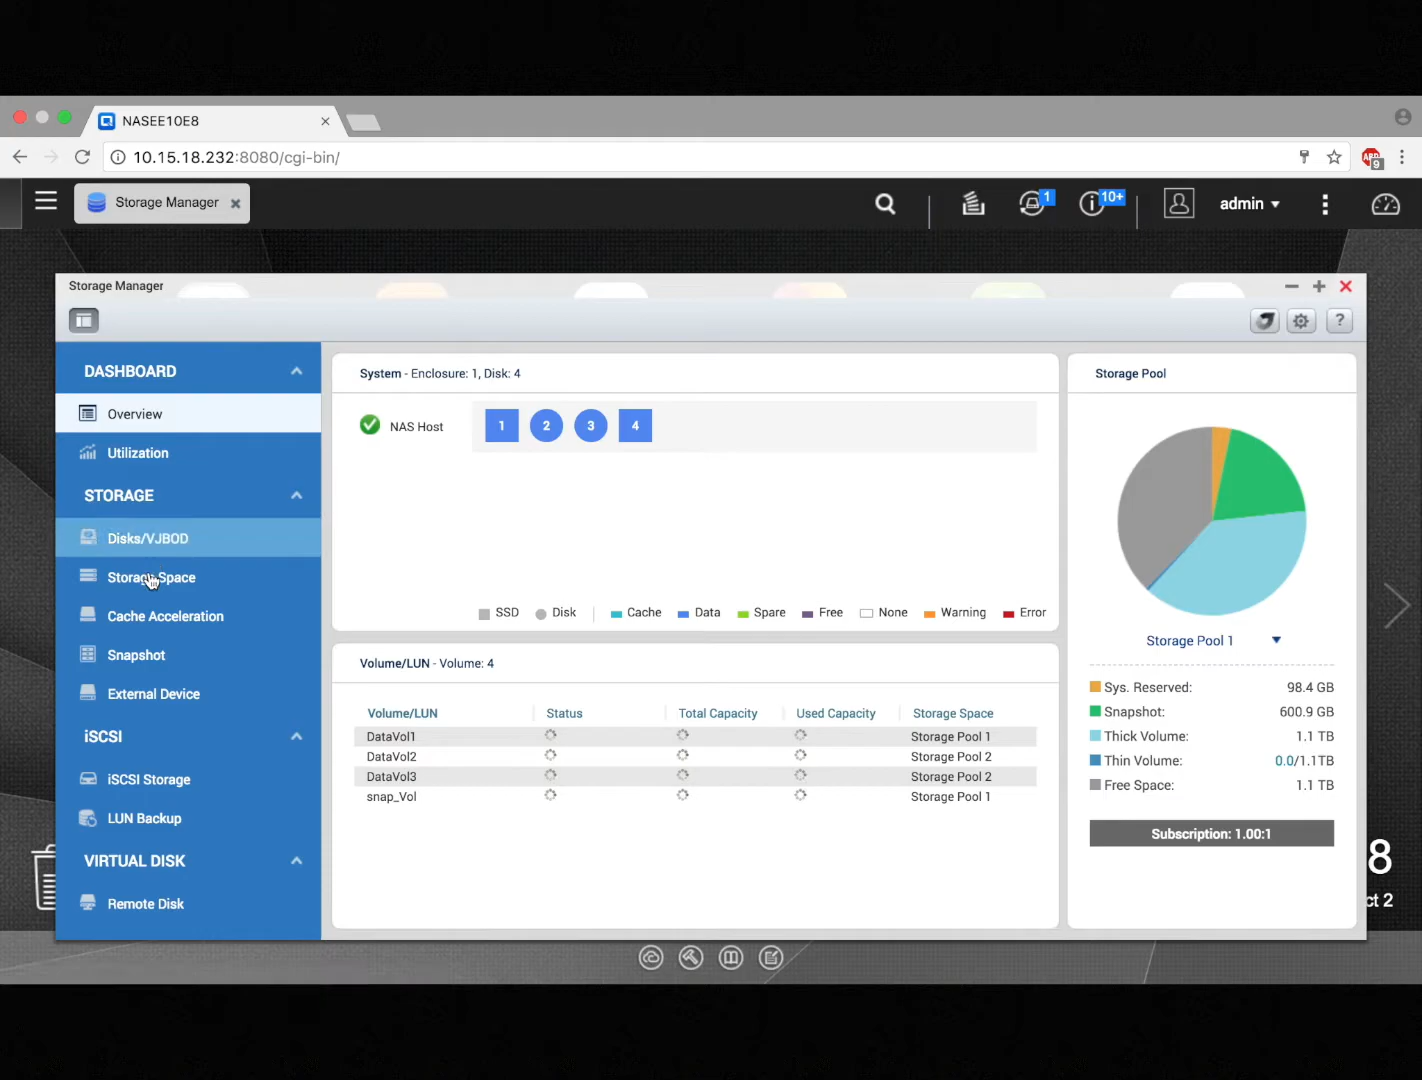 NASEE10E8
10.15.18.232:8080/cgi-bin/
ABP
9
Storage Manager
1
10+
admin
Storage Manager
?
DASHBOARD
Overview
Utilization
STORAGE
Disks/VJBOD
Storage Space
Cache Acceleration
Snapshot
External Device
iSCSI
iSCSI Storage
LUN Backup
VIRTUAL DISK
Remote Disk
System - Enclosure: 1, Disk: 4
NAS Host
1 2 3 4
SSD Disk Cache Data Spare Free None Warning Error
Volume/LUN - Volume: 4
Volume/LUN Status Total Capacity Used Capacity Storage Space
DataVol1 Storage Pool 1
DataVol2 Storage Pool 2
DataVol3 Storage Pool 2
snap_Vol Storage Pool 1
Storage Pool
Storage Pool 1
Sys. Reserved: 98.4 GB
Snapshot: 600.9 GB
Thick Volume: 1.1 TB
Thin Volume: 0.0/1.1TB
Free Space: 1.1 TB
Subscription: 1.00:1
8
ct 2